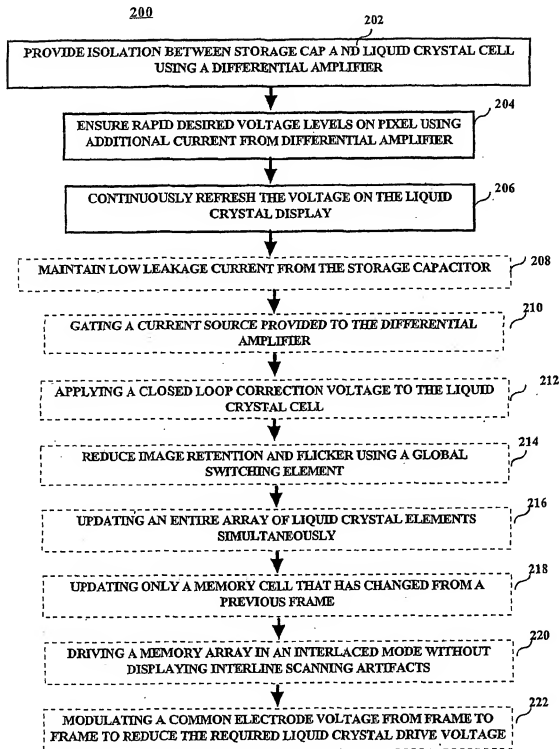 200
202
PROVIDE ISOLATION BETWEEN STORAGE CAP A ND LIQUID CRYSTAL CELL
USING A DIFFERENTIAL AMPLIFIER
204
ENSURE RAPID DESIRED VOLTAGE LEVELS ON PIXEL USING
ADDITIONAL CURRENT FROM DIFFERENTIAL AMPLIFIER
206
CONTINUOUSLY REFRESH THE VOLTAGE ON THE LIQUID
CRYSTAL DISPLAY
208
MAINTAIN LOW LEAKAGE CURRENT FROM THE STORAGE CAPACITOR
210
GATING A CURRENT SOURCE PROVIDED TO THE DIFFERENTIAL
AMPLIFIER
212
APPLYING A CLOSED LOOP CORRECTION VOLTAGE TO THE LIQUID
CRYSTAL CELL
214
REDUCE IMAGE RETENTION AND FLICKER USING A GLOBAL
SWITCHING ELEMENT
216
UPDATING AN ENTIRE ARRAY OF LIQUID CRYSTAL ELEMENTS
SIMULTANEOUSLY
218
UPDATING ONLY A MEMORY CELL THAT HAS CHANGED FROM A
PREVIOUS FRAME
220
DRIVING A MEMORY ARRAY IN AN INTERLACED MODE WITHOUT
DISPLAYING INTERLINE SCANNING ARTIFACTS
222
MODULATING A COMMON ELECTRODE VOLTAGE FROM FRAME TO
FRAME TO REDUCE THE REQUIRED LIQUID CRYSTAL DRIVE VOLTAGE